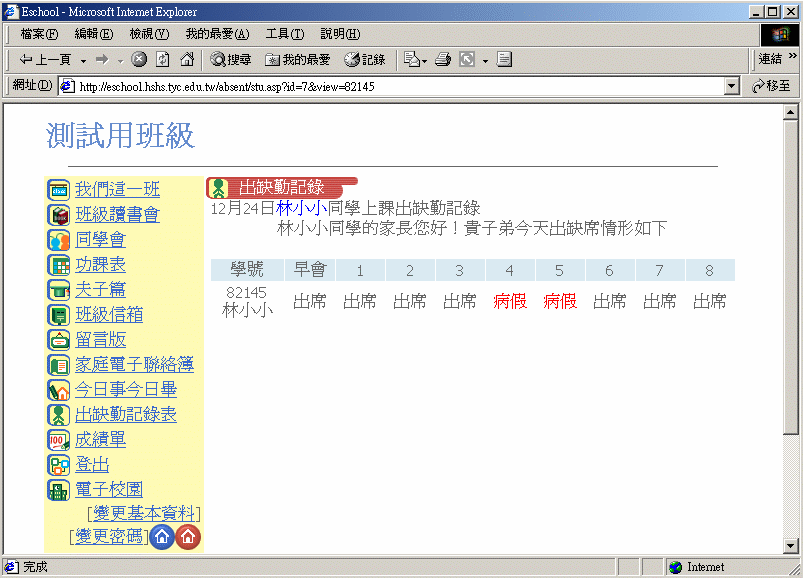 Eschool - Microsoft Internet Explorer
檔案(F) 編輯(E) 檢視(V) 我的最愛(A) 工具(T) 說明(H)
上一頁 搜尋 我的最愛 記錄 連結 »
網址(D) http://eschool.hshs.tyc.edu.tw/absent/stu.asp?id=7&view=82145 移至
測試用班級
我們這一班
班級讀書會
同學會
功課表
夫子篇
班級信箱
留言版
家庭電子聯絡簿
今日事今日畢
出缺勤記錄表
100 成績單
登出
電子校園
[變更基本資料]
[變更密碼]
出缺勤記錄
12月24日林小小同學上課出缺勤記錄
林小小同學的家長您好！貴子弟今天出缺席情形如下
學號 早會 1 2 3 4 5 6 7 8
82145 出席 出席 出席 出席 病假 病假 出席 出席 出席
林小小
完成 Internet